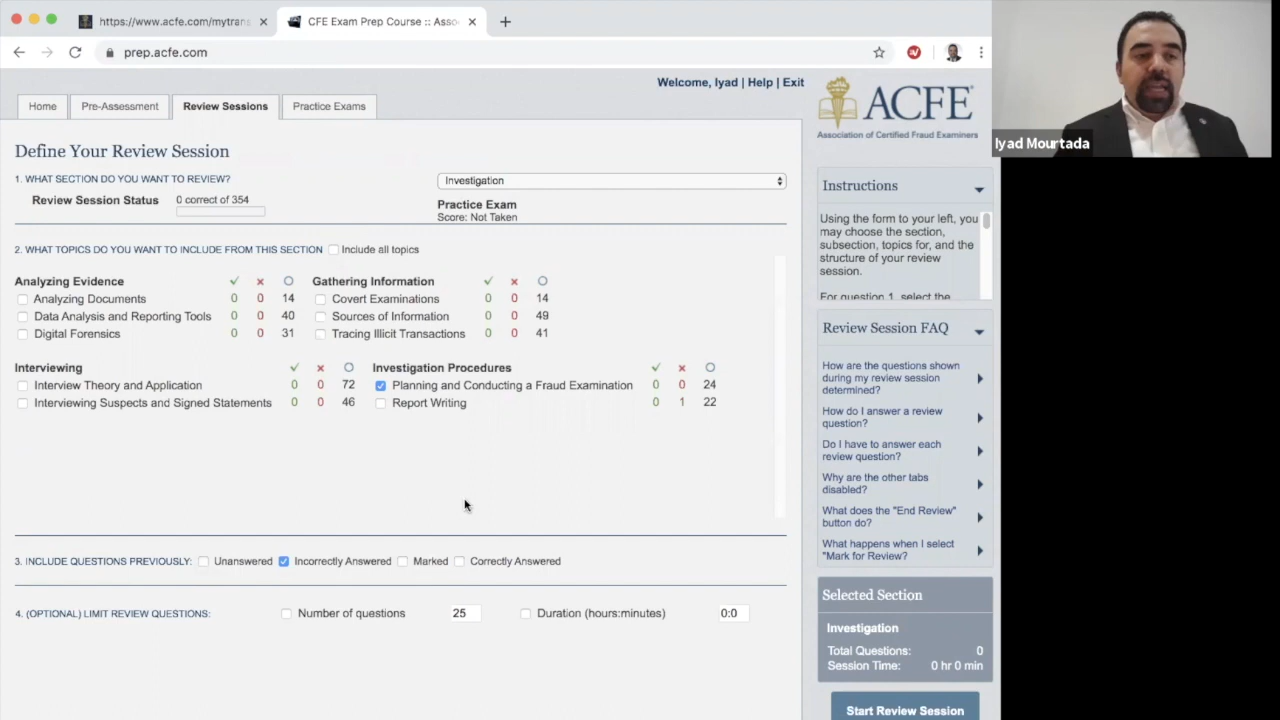 https://www.acfe.com/mytrans
CFE Exam Prep Course :: Asso
prep.acfe.com
Welcome, Iyad | Help | Exit
Home
Pre-Assessment
Review Sessions
Practice Exams
ACFE
Association of Certified Fraud Examiners
Iyad Mourtada
Define Your Review Session
1. WHAT SECTION DO YOU WANT TO REVIEW?
Investigation
Review Session Status 0 correct of 354
Practice Exam
Score: Not Taken
2. WHAT TOPICS DO YOU WANT TO INCLUDE FROM THIS SECTION Include all topics
Analyzing Evidence
Analyzing Documents 0 0 14
Data Analysis and Reporting Tools 0 0 40
Digital Forensics 0 0 31
Gathering Information
Covert Examinations 0 0 14
Sources of Information 0 0 49
Tracing Illicit Transactions 0 0 41
Interviewing
Interview Theory and Application 0 0 72
Interviewing Suspects and Signed Statements 0 0 46
Investigation Procedures
Planning and Conducting a Fraud Examination 0 0 24
Report Writing 0 1 22
3. INCLUDE QUESTIONS PREVIOUSLY: Unanswered Incorrectly Answered Marked Correctly Answered
4. (OPTIONAL) LIMIT REVIEW QUESTIONS: Number of questions 25 Duration (hours:minutes) 0:0
Instructions
Using the form to your left, you
may choose the section,
subsection, topics for, and the
structure of your review
session.
For question 1, select the
Review Session FAQ
How are the questions shown
during my review session
determined?
How do I answer a review
question?
Do I have to answer each
review question?
Why are the other tabs
disabled?
What does the "End Review"
button do?
What happens when I select
"Mark for Review?
Selected Section
Investigation
Total Questions: 0
Session Time: 0 hr 0 min
Start Review Session